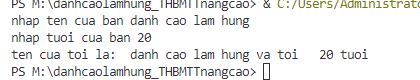 PS M:\danhcaolamhung_THBMTTnangcao> & C:/Users/Administrato
nhap ten cua ban danh cao lam hung
nhap tuoi cua ban 20
ten cua toi la:  danh cao lam hung va toi   20 tuoi
PS M:\danhcaolamhung_THBMTTnangcao>